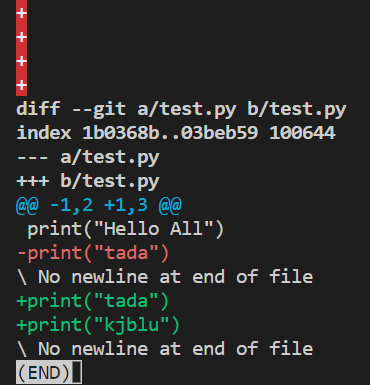 +
+
+
+
diff --git a/test.py b/test.py
index 1b0368b..03beb59 100644
--- a/test.py
+++ b/test.py
@@ -1,2 +1,3 @@
 print("Hello All")
-print("tada")
\ No newline at end of file
+print("tada")
+print("kjblu")
\ No newline at end of file
(END)